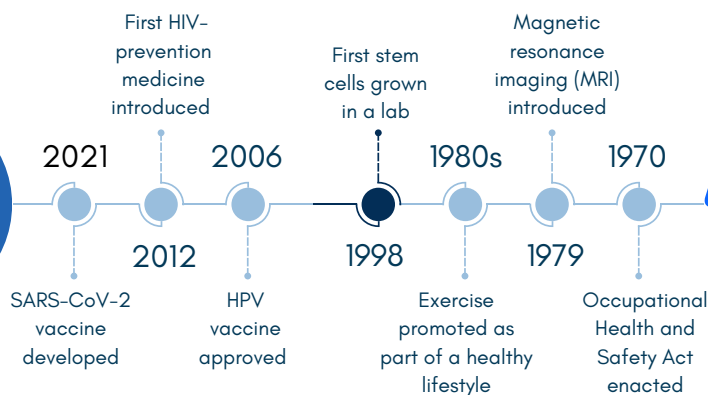 First HIV-
prevention
medicine
introduced
First stem
cells grown
in a lab
Magnetic
resonance
imaging (MRI)
introduced
2021
2006
1980s
1970
2012
1998
1979
SARS-CoV-2
vaccine
developed
HPV
vaccine
approved
Exercise
promoted as
part of a healthy
lifestyle
Occupational
Health and
Safety Act
enacted